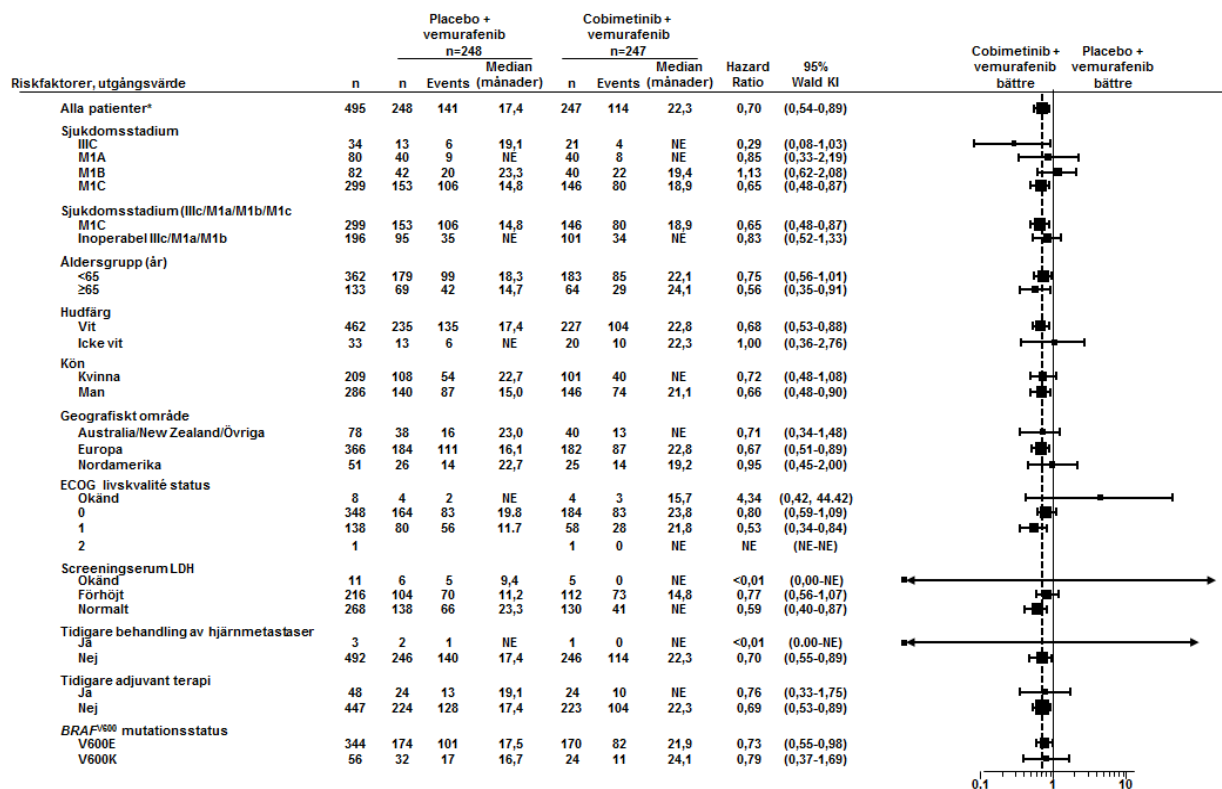 Placebo + Cobimetinib +
vemurafenib vemurafenib
n=248 n=247
Median Median Hazard 95% Cobimetinib + Placebo +
Riskfaktorer, utgångsvärde n n Events (månader) n Events (månader) Ratio Wald KI vemurafenib bättre vemurafenib bättre
Alla patienter* 495 248 141 17,4 247 114 22,3 0,70 (0,54-0,89)
Sjukdomsstadium
IIIC 34 13 6 19,1 21 4 NE 0,29 (0,08-1,03)
M1A 80 40 9 NE 40 8 NE 0,85 (0,33-2,19)
M1B 82 42 20 23,3 40 22 19,4 1,13 (0,62-2,08)
M1C 299 153 106 14,8 146 80 18,9 0,65 (0,48-0,87)
Sjukdomsstadium (IIIc/M1a/M1b/M1c
M1C 299 153 106 14,8 146 80 18,9 0,65 (0,48-0,87)
Inoperabel IIIc/M1a/M1b 196 95 35 NE 101 34 NE 0,83 (0,52-1,33)
Åldersgrupp (år)
<65 362 179 99 18,3 183 85 22,1 0,75 (0,56-1,01)
≥65 133 69 42 14,7 64 29 24,1 0,56 (0,35-0,91)
Hudfärg
Vit 462 235 135 17,4 227 104 22,8 0,68 (0,53-0,88)
Icke vit 33 13 6 NE 20 10 22,3 1,00 (0,36-2,76)
Kön
Kvinna 209 108 54 22,7 101 40 NE 0,72 (0,48-1,08)
Man 286 140 87 15,0 146 74 21,1 0,66 (0,48-0,90)
Geografiskt område
Australia/New Zealand/Övriga 78 38 16 23,0 40 13 NE 0,71 (0,34-1,48)
Europa 366 184 111 16,1 182 87 22,8 0,67 (0,51-0,89)
Nordamerika 51 26 14 22,7 25 14 19,2 0,95 (0,45-2,00)
ECOG livskvalité status
Okänd 8 4 2 NE 4 3 15,7 4,34 (0,42, 44.42)
0 348 164 83 19.8 184 83 23,8 0,80 (0,59-1,09)
1 138 80 56 11.7 58 28 21,8 0,53 (0,34-0,84)
2 1 1 0 NE NE (NE-NE)
Screeningserum LDH
Okänd 11 6 5 9,4 5 0 NE <0,01 (0,00-NE)
Förhöjt 216 104 70 11,2 112 73 14,8 0,77 (0,56-1,07)
Normalt 268 138 66 23,3 130 41 NE 0,59 (0,40-0,87)
Tidigare behandling av hjärnmetastaser
Ja 3 2 1 NE 1 0 NE <0,01 (0.00-NE)
Nej 492 246 140 17,4 246 114 22,3 0,70 (0,55-0,89)
Tidigare adjuvant terapi
Ja 48 24 13 19,1 24 10 NE 0,76 (0,33-1,75)
Nej 447 224 128 17,4 223 104 22,3 0,69 (0,53-0,89)
BRAFV600 mutationsstatus
V600E 344 174 101 17,5 170 82 21,9 0,73 (0,55-0,98)
V600K 56 32 17 16,7 24 11 24,1 0,79 (0,37-1,69)
0,1 1 10